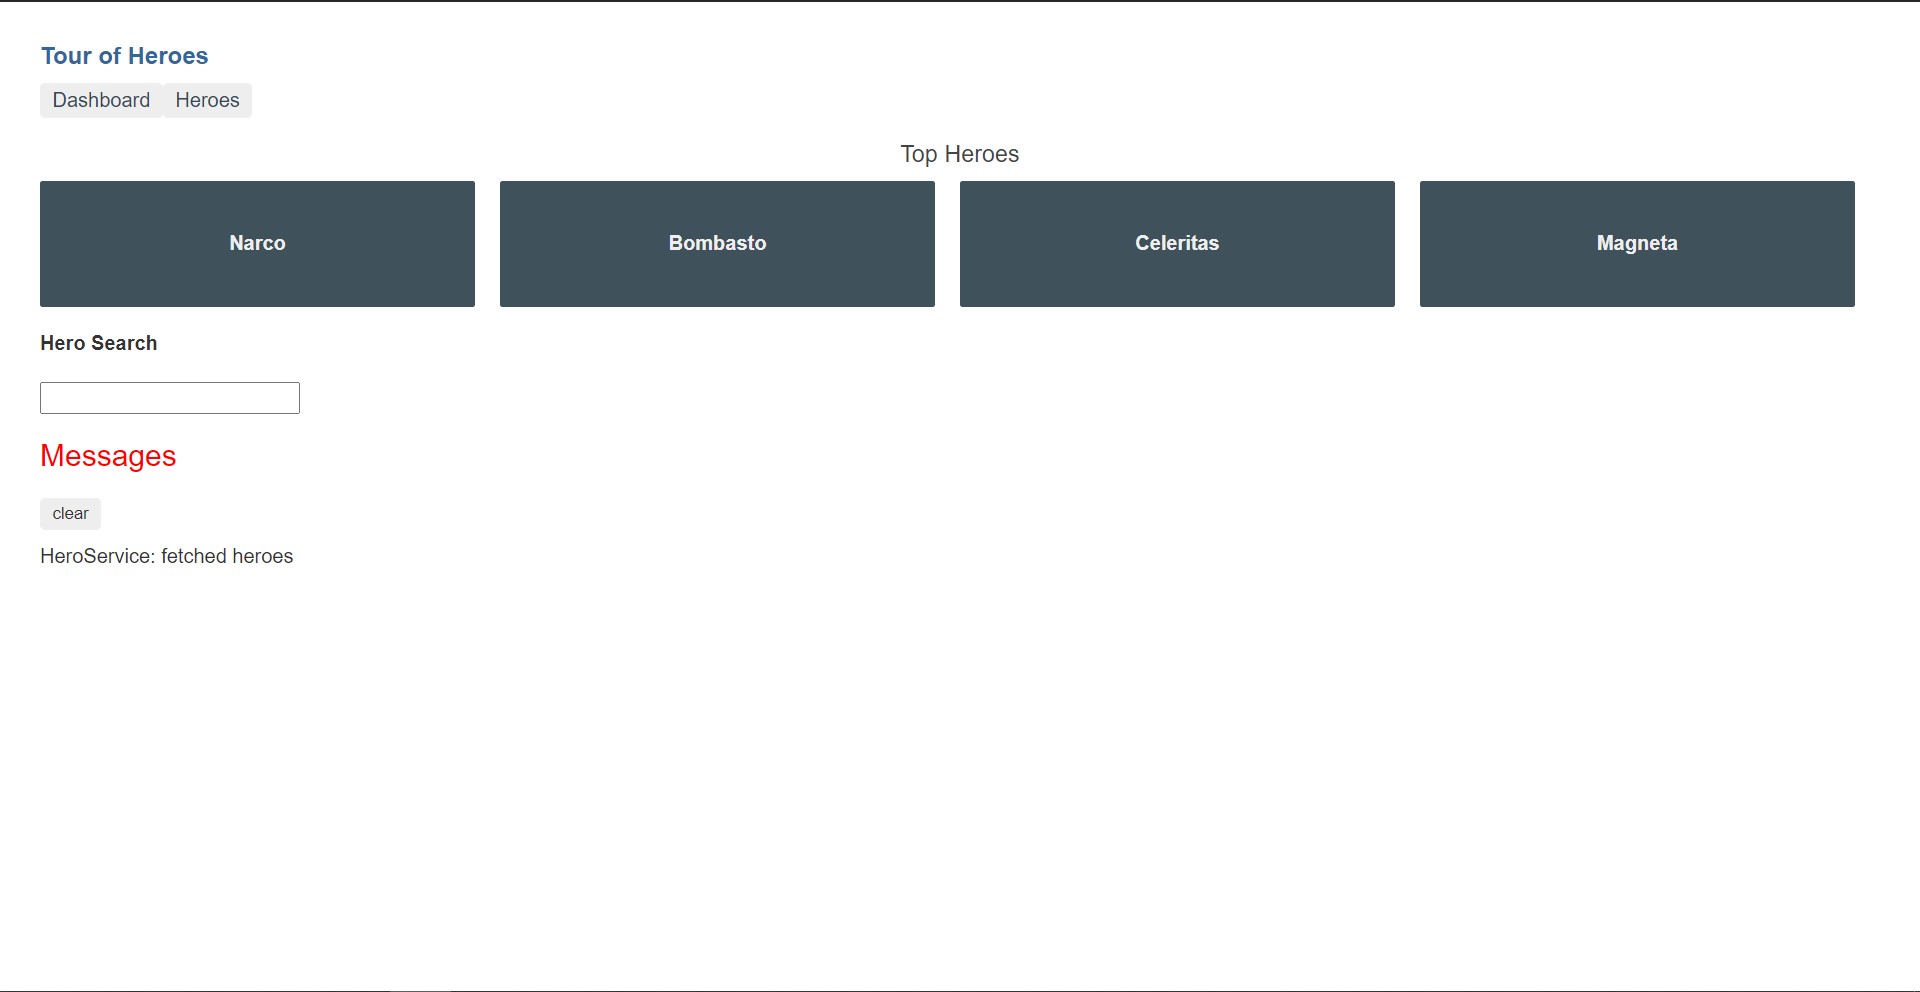 Tour of Heroes
Dashboard Heroes
Top Heroes
Narco Bombasto Celeritas Magneta
Hero Search
Messages
clear
HeroService: fetched heroes